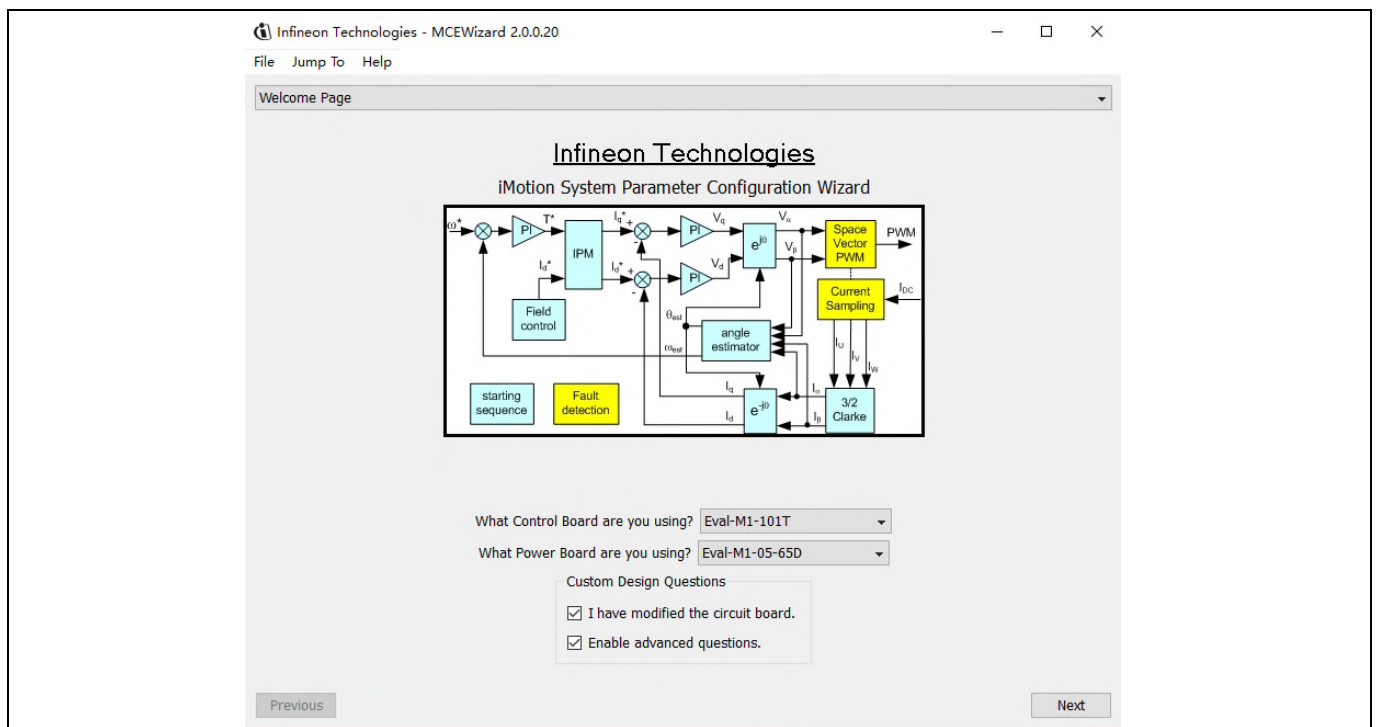 Infineon Technologies - MCEWizard 2.0.0.20
File Jump To Help
Welcome Page
Infineon Technologies
iMotion System Parameter Configuration Wizard
ω* PI T* IPM Iq* + - PI Vq e^jθ Vα Space Vector PWM PWM
Id* Id* + - PI Vd Vβ
Field control
Current Sampling IDC
θest
angle estimator
ωest
IU IV IW
starting sequence
Fault detection
Iq e^-jθ Iα 3/2 Clarke
Id Iβ
What Control Board are you using? Eval-M1-101T
What Power Board are you using? Eval-M1-05-65D
Custom Design Questions
I have modified the circuit board.
Enable advanced questions.
Previous Next